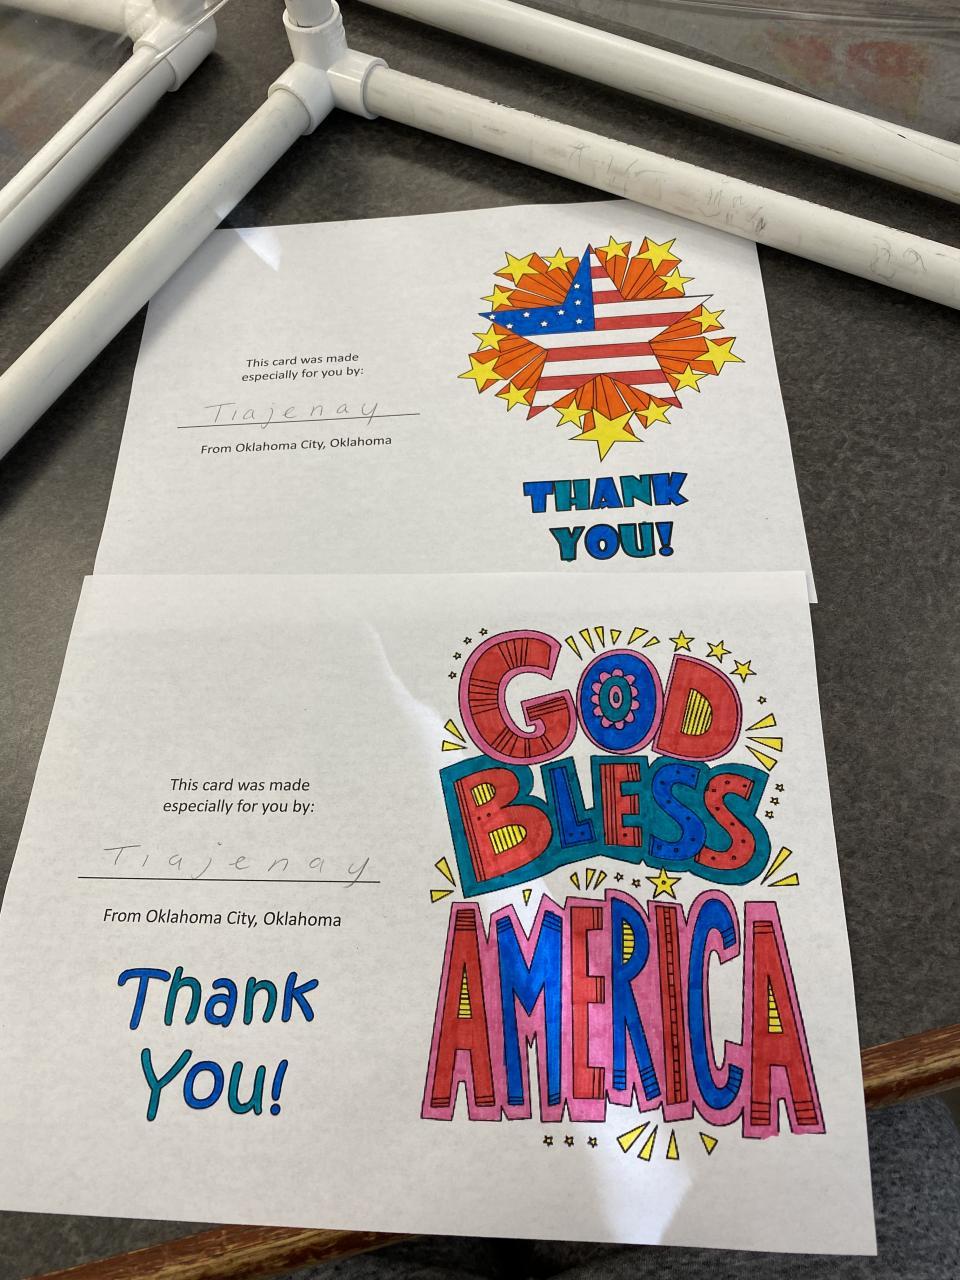 This card was made
especially for you by:
Tiajenay
From Oklahoma City, Oklahoma
THANK
YOU!
This card was made
especially for you by:
Tiajenay
From Oklahoma City, Oklahoma
Thank
You!
GOD
BLESS
AMERICA